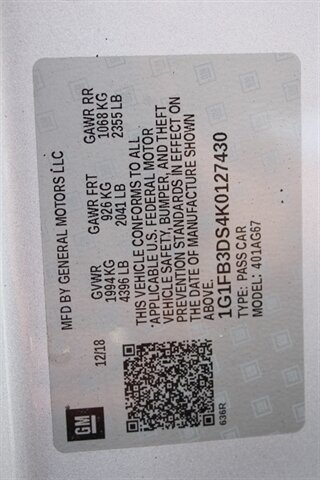 MFD BY GENERAL MOTORS LLC
12/18
GVWR
1994 KG
4396 LB
GAWR FRT
926 KG
2041 LB
GAWR RR
1068 KG
2355 LB
THIS VEHICLE CONFORMS TO ALL
APPLICABLE U.S. FEDERAL MOTOR
VEHICLE SAFETY, BUMPER, AND THEFT
PREVENTION STANDARDS IN EFFECT ON
THE DATE OF MANUFACTURE SHOWN
ABOVE.
1G1FB3DS4K0127430
TYPE: PASS CAR
MODEL: 401AG67
GM
636R